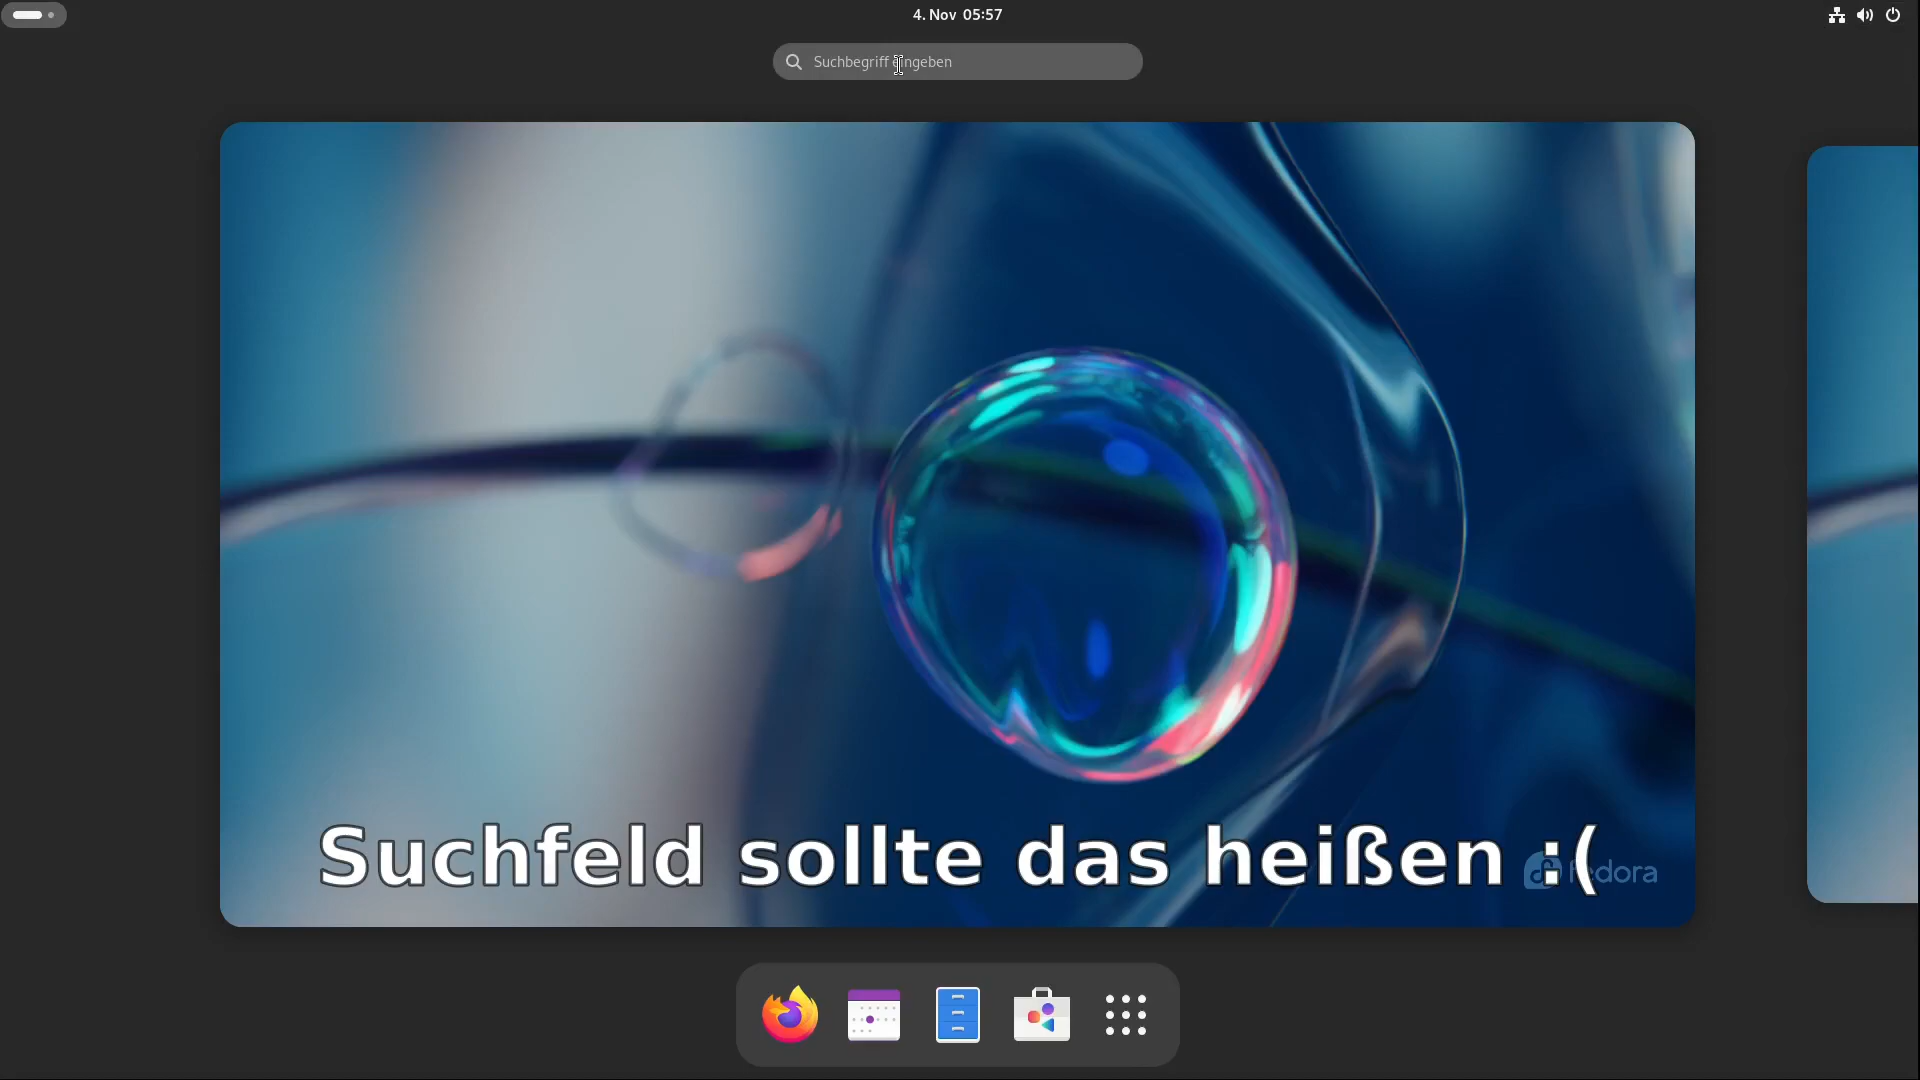 4. Nov 05:57
Suchbegriff eingeben
Suchfeld sollte das heißen :(
fedora